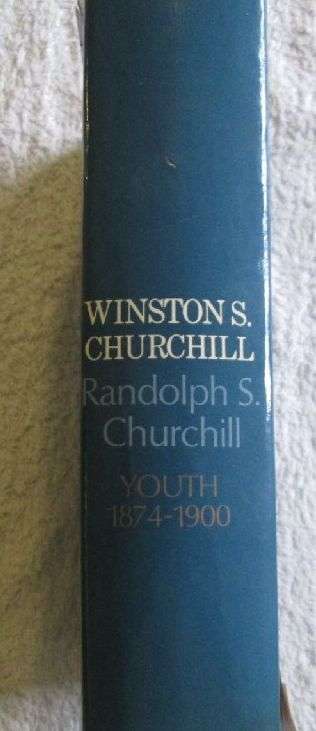 WINSTON S.
CHURCHILL
Randolph S.
Churchill
YOUTH
1874-1900